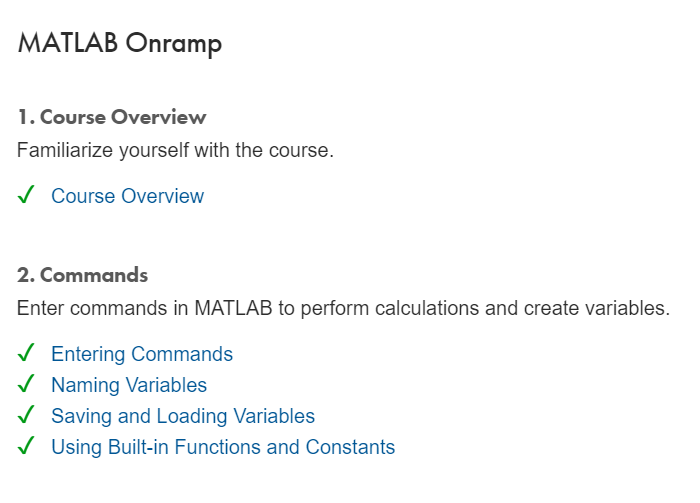 MATLAB Onramp
1. Course Overview
Familiarize yourself with the course.
Course Overview
2. Commands
Enter commands in MATLAB to perform calculations and create variables.
Entering Commands
Naming Variables
Saving and Loading Variables
Using Built-in Functions and Constants